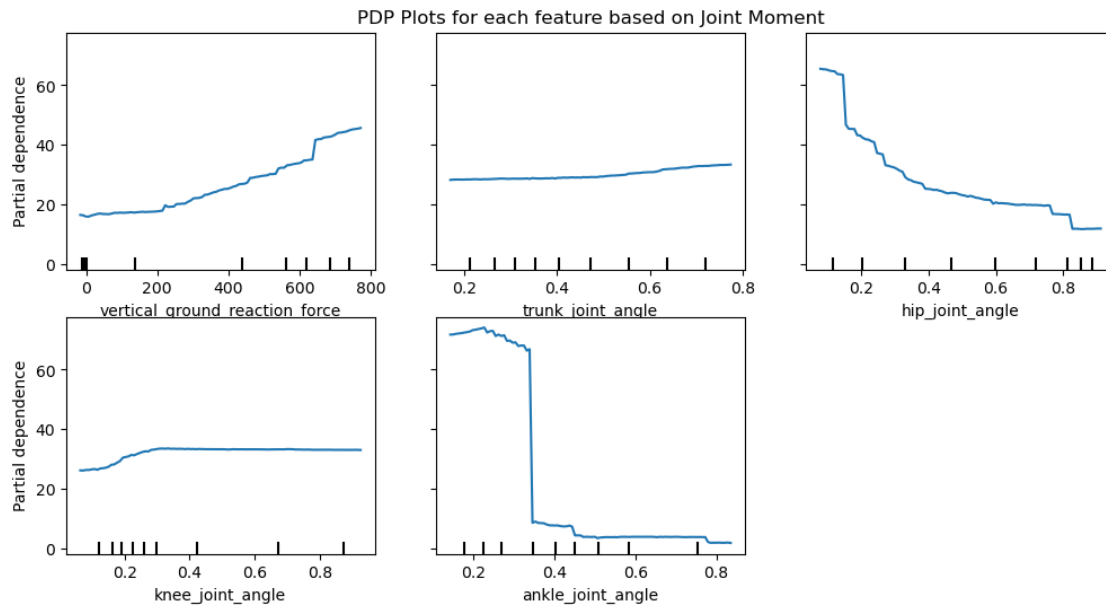 PDP Plots for each feature based on Joint Moment
Partial dependence
60
40
20
0
0 200 400 600 800
vertical_ground_reaction_force
0.2 0.4 0.6 0.8
trunk_joint_angle
0.2 0.4 0.6 0.8
hip_joint_angle
Partial dependence
60
40
20
0
0.2 0.4 0.6 0.8
knee_joint_angle
0.2 0.4 0.6 0.8
ankle_joint_angle